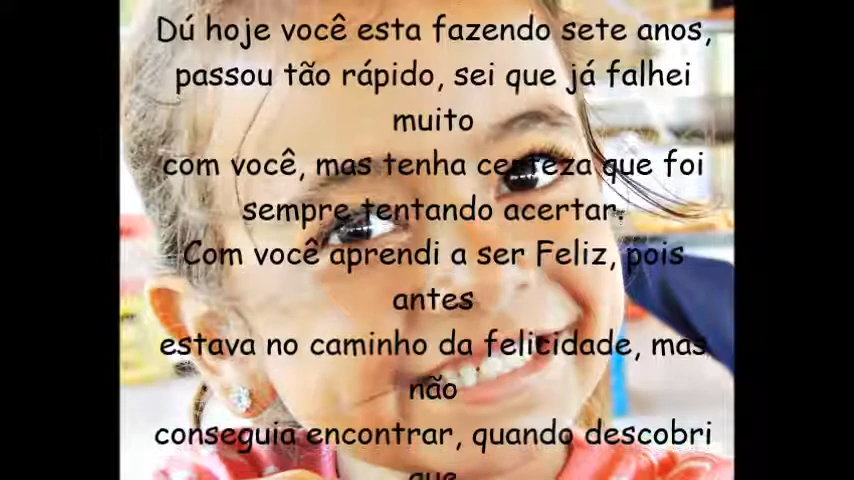 Dú hoje você esta fazendo sete anos,
passou tão rápido, sei que já falhei
muito
com você, mas tenha certeza que foi
sempre tentando acertar.
Com você aprendi a ser Feliz, pois
antes
estava no caminho da felicidade, mas
não
conseguia encontrar, quando descobri
que